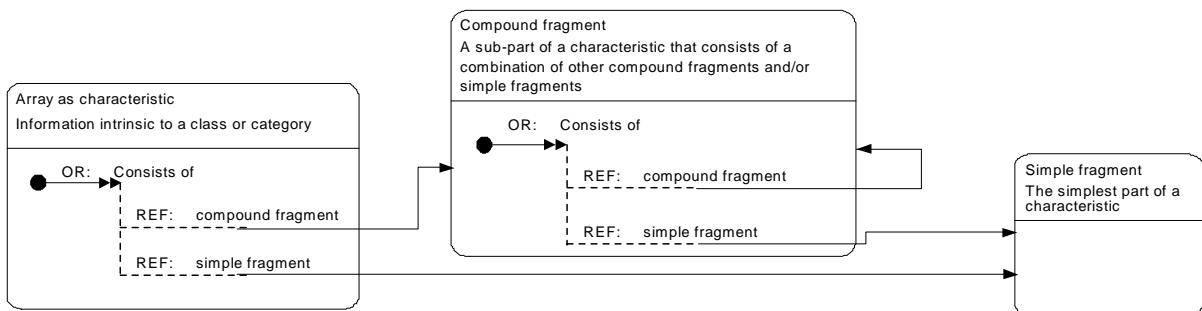 Array as characteristic
Information intrinsic to a class or category
OR: Consists of
REF: compound fragment
REF: simple fragment
Compound fragment
A sub-part of a characteristic that consists of a
combination of other compound fragments and/or
simple fragments
OR: Consists of
REF: compound fragment
REF: simple fragment
Simple fragment
The simplest part of a
characteristic